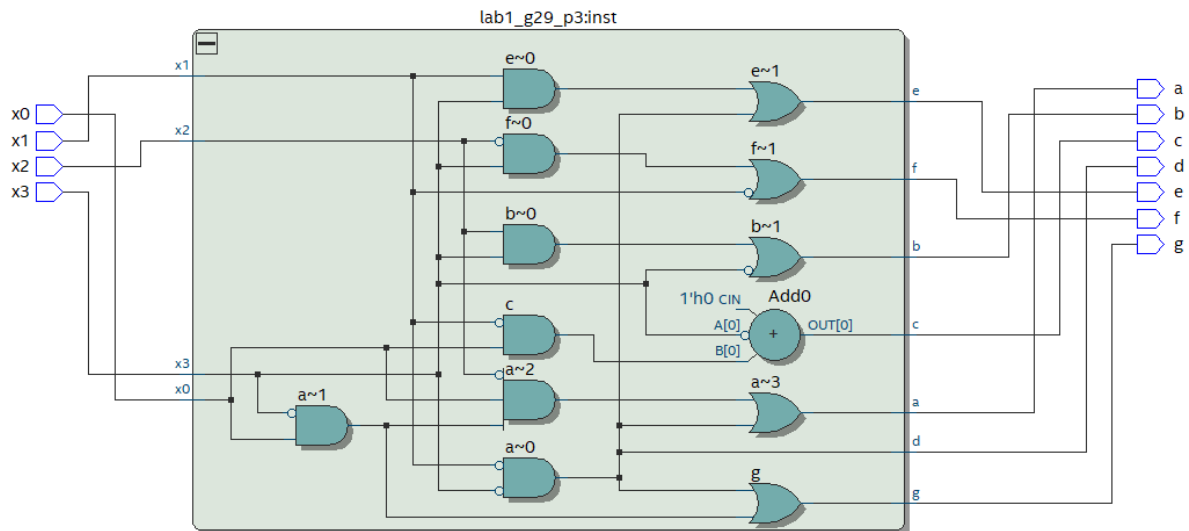 lab1_g29_p3:inst
x0
x1
x2
x3
x1
x2
x3
x0
e~0
f~0
b~0
c
a~2
a~1
a~0
e~1
f~1
b~1
Add0
1'h0 CIN
A[0]
+
OUT[0]
B[0]
a~3
g
e
f
b
c
a
d
g
a
b
c
d
e
f
g